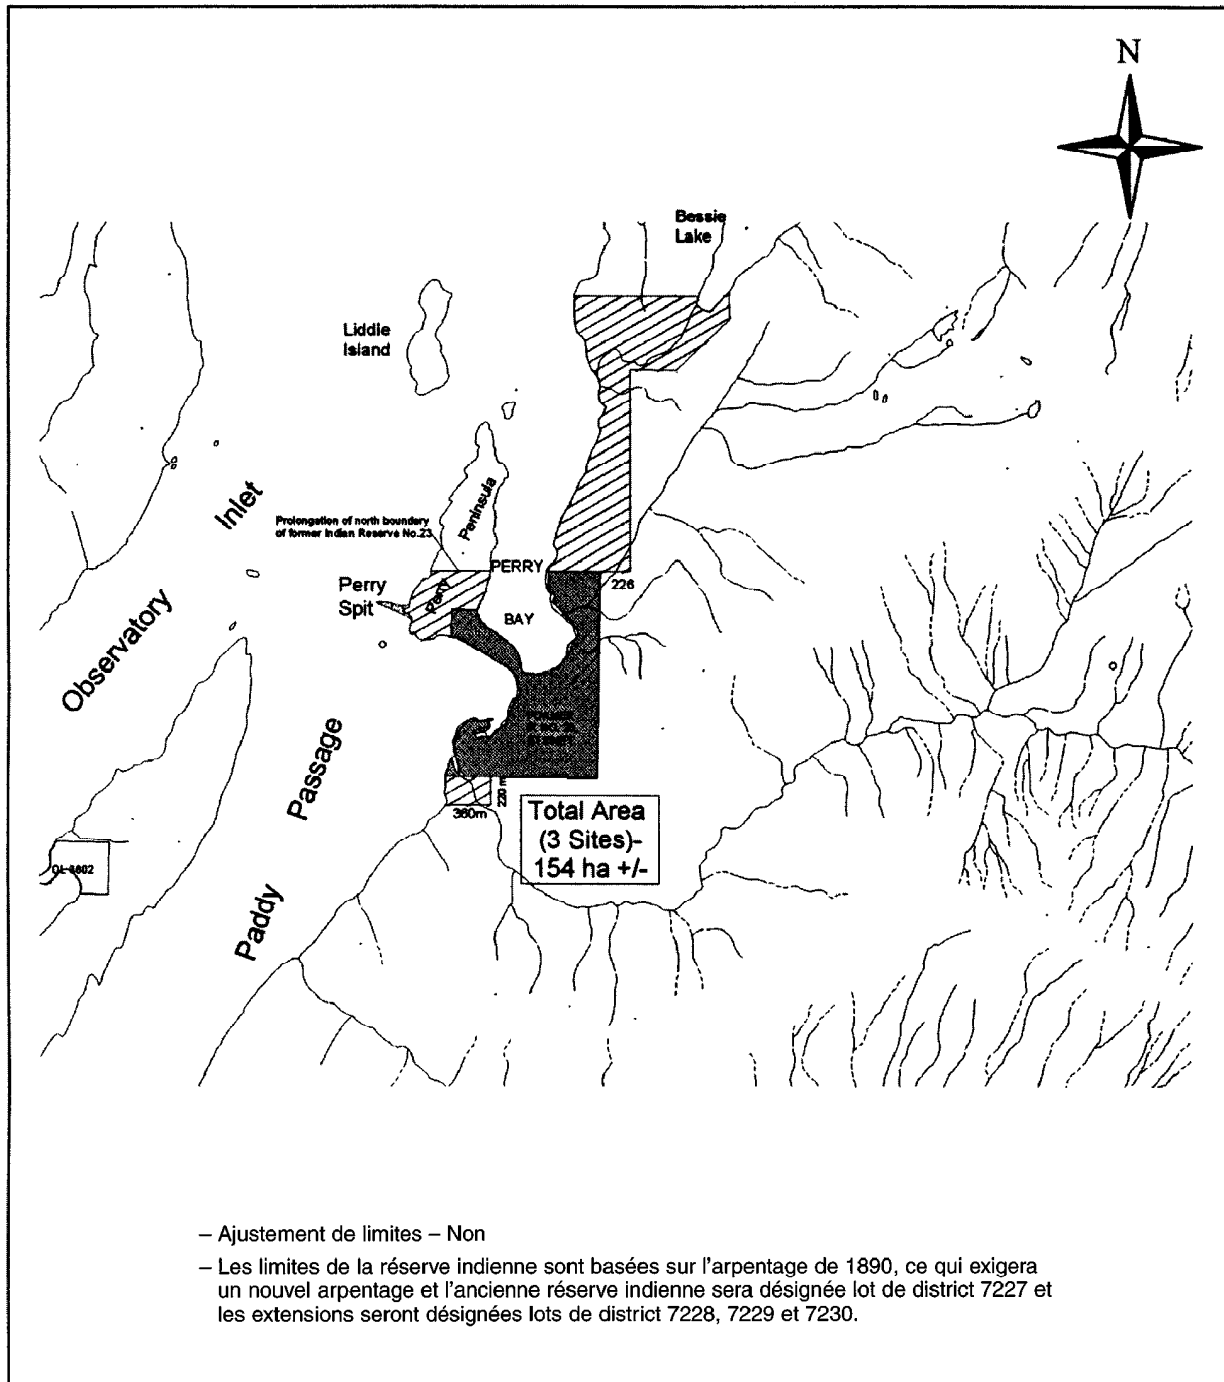 N
Bessie
Lake
Liddle
Island
Inlet
Peninsula
Prolongation of north boundary
of former Indian Reserve No.23
PERRY
226
Perry
Spit
Perry
BAY
Observatory
Passage
220 m
360m
Total Area
(3 Sites)-
154 ha +/-
Paddy
– Ajustement de limites – Non
– Les limites de la réserve indienne sont basées sur l'arpentage de 1890, ce qui exigera
un nouvel arpentage et l'ancienne réserve indienne sera désignée lot de district 7227 et
les extensions seront désignées lots de district 7228, 7229 et 7230.